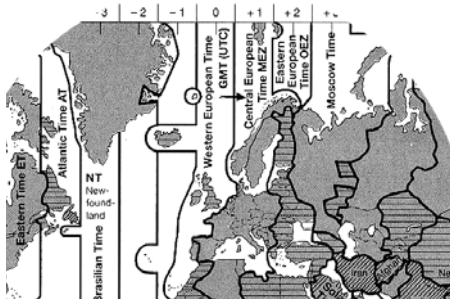 -3
-2
-1
0
+1
+2
Eastern Time ET
Atlantic Time AT
NT
New-
found-
land
Brasilian Time
Western European Time
GMT (UTC)
Central European
Time MEZ
Eastern
European
Time OEZ
Moscow Time
Iran
Afghan